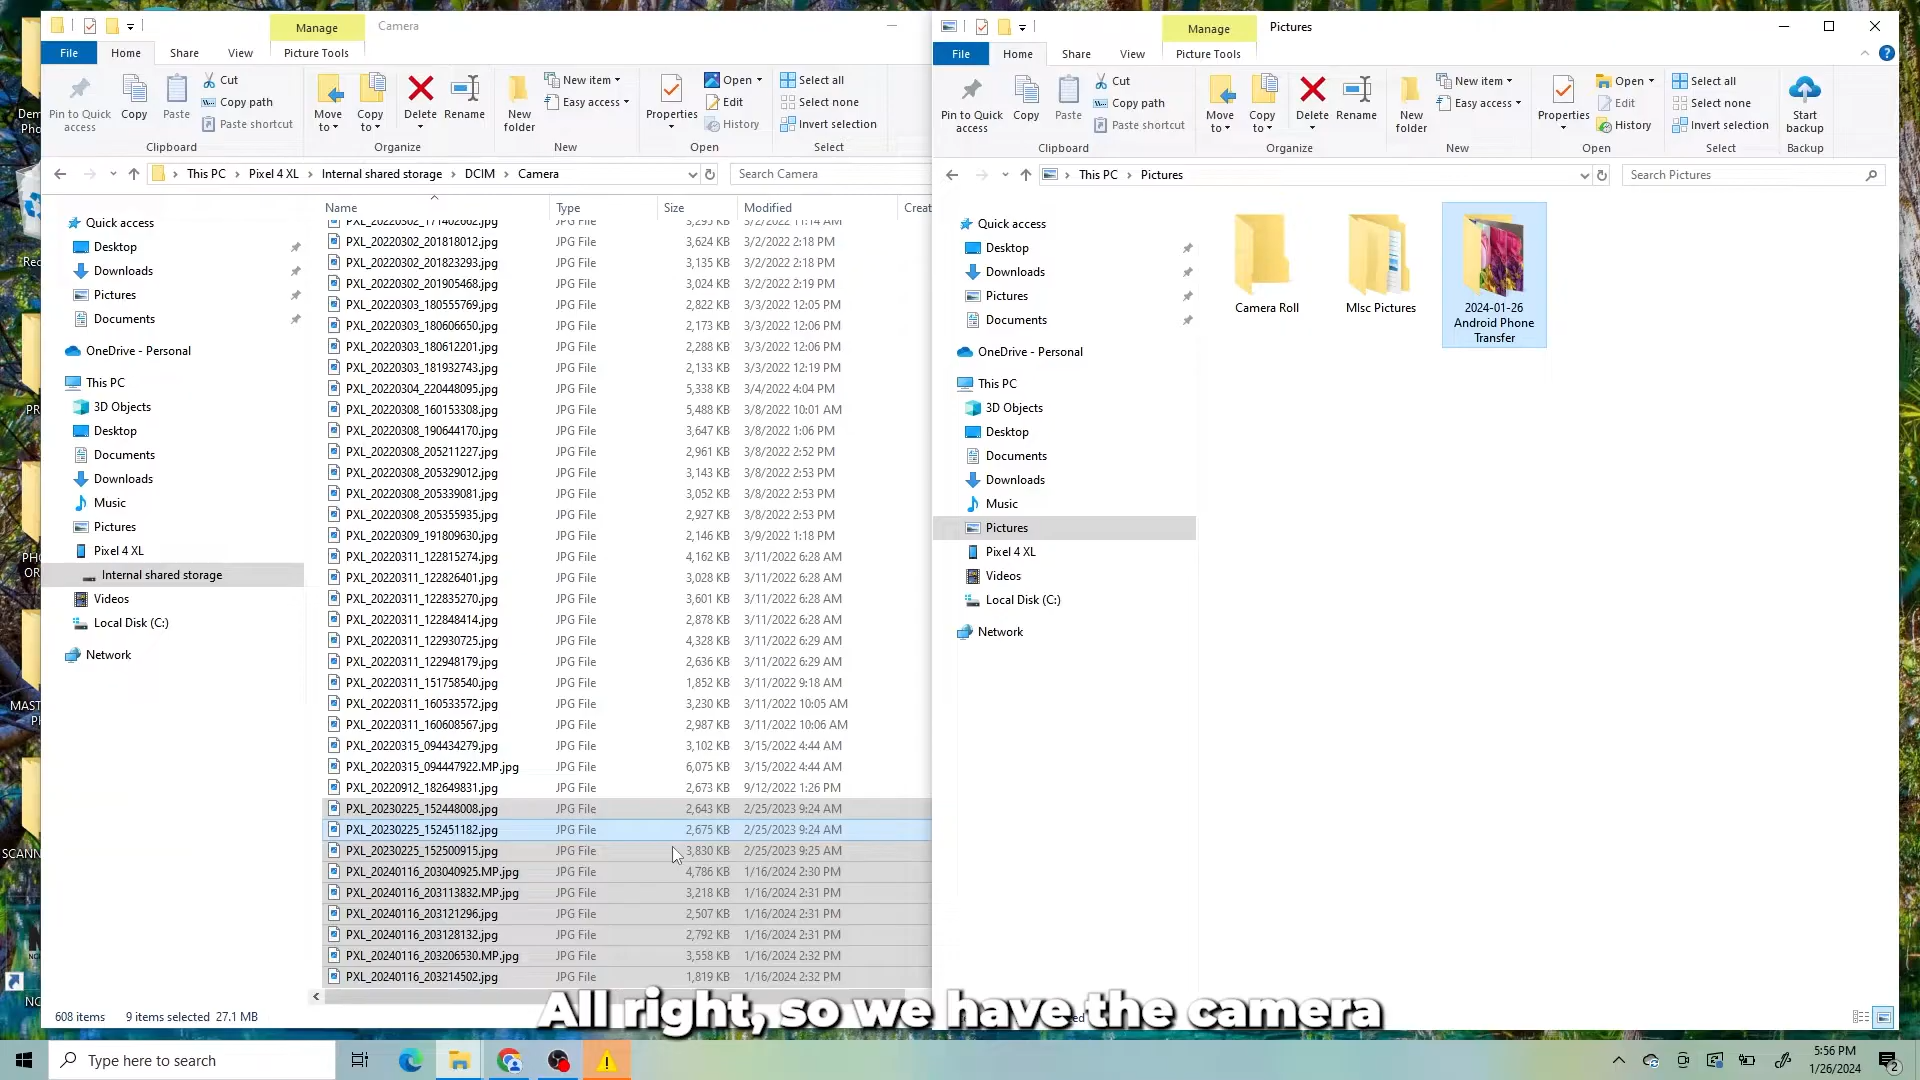 Manage
Camera
File
Home
Share
View
Picture Tools
Pin to Quick access
Copy
Paste
Cut
Copy path
Paste shortcut
Clipboard
Move to
Copy to
Delete
Rename
Organize
New folder
New item
Easy access
New
Properties
Open
Edit
History
Open
Select all
Select none
Invert selection
Select
This PC
Pixel 4 XL
Internal shared storage
DCIM
Camera
Search Camera
Quick access
Desktop
Downloads
Pictures
Documents
OneDrive - Personal
This PC
3D Objects
Desktop
Documents
Downloads
Music
Pictures
Pixel 4 XL
Internal shared storage
Videos
Local Disk (C:)
Network
Name Type Size Modified Creat
PXL_20220302_171402662.jpg JPG File 3,295 KB 3/2/2022 11:14 AM
PXL_20220302_201818012.jpg JPG File 3,624 KB 3/2/2022 2:18 PM
PXL_20220302_201823293.jpg JPG File 3,135 KB 3/2/2022 2:18 PM
PXL_20220302_201905468.jpg JPG File 3,024 KB 3/2/2022 2:19 PM
PXL_20220303_180555769.jpg JPG File 2,822 KB 3/3/2022 12:05 PM
PXL_20220303_180606650.jpg JPG File 2,173 KB 3/3/2022 12:06 PM
PXL_20220303_180612201.jpg JPG File 2,288 KB 3/3/2022 12:06 PM
PXL_20220303_181932743.jpg JPG File 2,133 KB 3/3/2022 12:19 PM
PXL_20220304_220448095.jpg JPG File 5,338 KB 3/4/2022 4:04 PM
PXL_20220308_160153308.jpg JPG File 5,488 KB 3/8/2022 10:01 AM
PXL_20220308_190644170.jpg JPG File 3,647 KB 3/8/2022 1:06 PM
PXL_20220308_205211227.jpg JPG File 2,961 KB 3/8/2022 2:52 PM
PXL_20220308_205329012.jpg JPG File 3,143 KB 3/8/2022 2:53 PM
PXL_20220308_205339081.jpg JPG File 3,052 KB 3/8/2022 2:53 PM
PXL_20220308_205355935.jpg JPG File 2,927 KB 3/8/2022 2:53 PM
PXL_20220309_191809630.jpg JPG File 2,146 KB 3/9/2022 1:18 PM
PXL_20220311_122815274.jpg JPG File 4,162 KB 3/11/2022 6:28 AM
PXL_20220311_122826401.jpg JPG File 3,028 KB 3/11/2022 6:28 AM
PXL_20220311_122835270.jpg JPG File 3,601 KB 3/11/2022 6:28 AM
PXL_20220311_122848414.jpg JPG File 2,878 KB 3/11/2022 6:28 AM
PXL_20220311_122930725.jpg JPG File 4,328 KB 3/11/2022 6:29 AM
PXL_20220311_122948179.jpg JPG File 2,636 KB 3/11/2022 6:29 AM
PXL_20220311_151758540.jpg JPG File 1,852 KB 3/11/2022 9:18 AM
PXL_20220311_160533572.jpg JPG File 3,230 KB 3/11/2022 10:05 AM
PXL_20220311_160608567.jpg JPG File 2,987 KB 3/11/2022 10:06 AM
PXL_20220315_094434279.jpg JPG File 3,102 KB 3/15/2022 4:44 AM
PXL_20220315_094447922.MP.jpg JPG File 6,075 KB 3/15/2022 4:44 AM
PXL_20220912_182649831.jpg JPG File 2,673 KB 9/12/2022 1:26 PM
PXL_20230225_152448008.jpg JPG File 2,643 KB 2/25/2023 9:24 AM
PXL_20230225_152451182.jpg JPG File 2,675 KB 2/25/2023 9:24 AM
PXL_20230225_152500915.jpg JPG File 3,830 KB 2/25/2023 9:25 AM
PXL_20240116_203040925.MP.jpg JPG File 4,786 KB 1/16/2024 2:30 PM
PXL_20240116_203113832.MP.jpg JPG File 3,218 KB 1/16/2024 2:31 PM
PXL_20240116_203121296.jpg JPG File 2,507 KB 1/16/2024 2:31 PM
PXL_20240116_203128132.jpg JPG File 2,792 KB 1/16/2024 2:31 PM
PXL_20240116_203206530.MP.jpg JPG File 3,558 KB 1/16/2024 2:32 PM
PXL_20240116_203214502.jpg JPG File 1,819 KB 1/16/2024 2:32 PM
608 items 9 items selected 27.1 MB
Manage
Pictures
File
Home
Share
View
Picture Tools
Pin to Quick access
Copy
Paste
Cut
Copy path
Paste shortcut
Clipboard
Move to
Copy to
Delete
Rename
Organize
New folder
New item
Easy access
New
Properties
Open
Edit
History
Open
Select all
Select none
Invert selection
Select
Start backup
Backup
This PC
Pictures
Search Pictures
Quick access
Desktop
Downloads
Pictures
Documents
OneDrive - Personal
This PC
3D Objects
Desktop
Documents
Downloads
Music
Pictures
Pixel 4 XL
Videos
Local Disk (C:)
Network
Camera Roll
MIsc Pictures
2024-01-26
Android Phone
Transfer
All right, so we have the camera
Type here to search
5:56 PM
1/26/2024
2